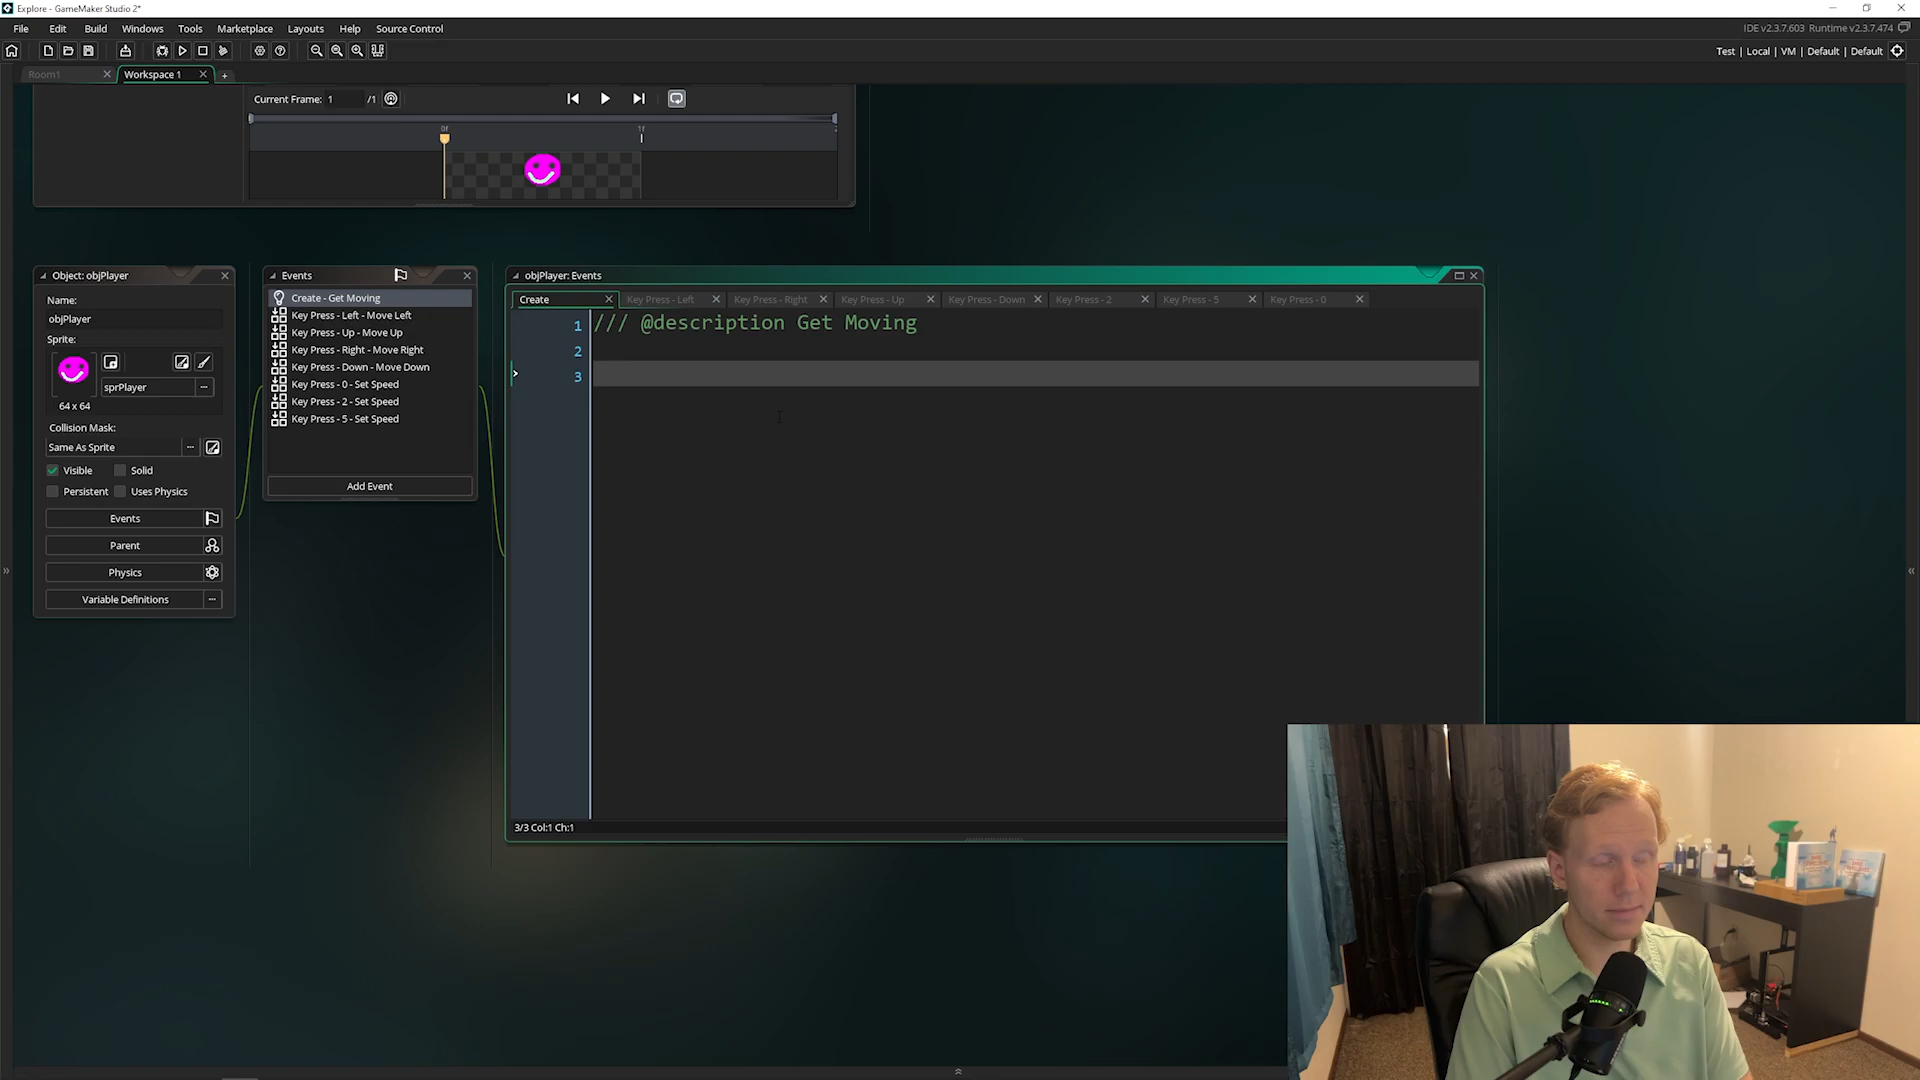 Explore - GameMaker Studio 2*
File Edit Build Windows Tools Marketplace Layouts Help Source Control
IDE v2.3.7.603 Runtime v2.3.7.474
Test | Local | VM | Default | Default
Room1
Workspace 1
Current Frame: 1 /1
0f 1f
Object: objPlayer
Name:
objPlayer
Sprite:
sprPlayer
64 x 64
Collision Mask:
Same As Sprite
Visible Solid
Persistent Uses Physics
Events
Parent
Physics
Variable Definitions
Events
Create - Get Moving
Key Press - Left - Move Left
Key Press - Up - Move Up
Key Press - Right - Move Right
Key Press - Down - Move Down
Key Press - 0 - Set Speed
Key Press - 2 - Set Speed
Key Press - 5 - Set Speed
Add Event
objPlayer: Events
Create Key Press - Left Key Press - Right Key Press - Up Key Press - Down Key Press - 2 Key Press - 5 Key Press - 0
1 /// @description Get Moving
2
3
3/3 Col:1 Ch:1